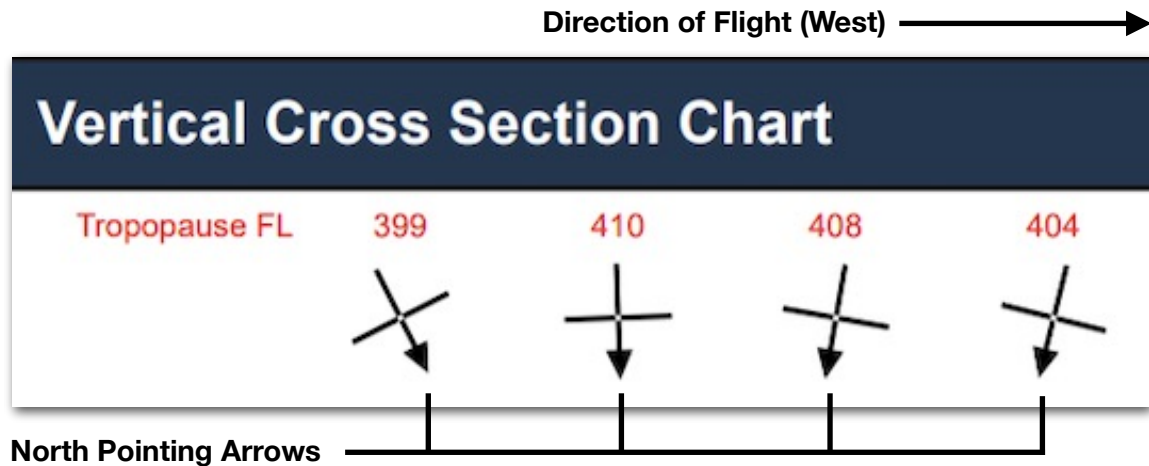 Direction of Flight (West)
Vertical Cross Section Chart
Tropopause FL 399 410 408 404
North Pointing Arrows